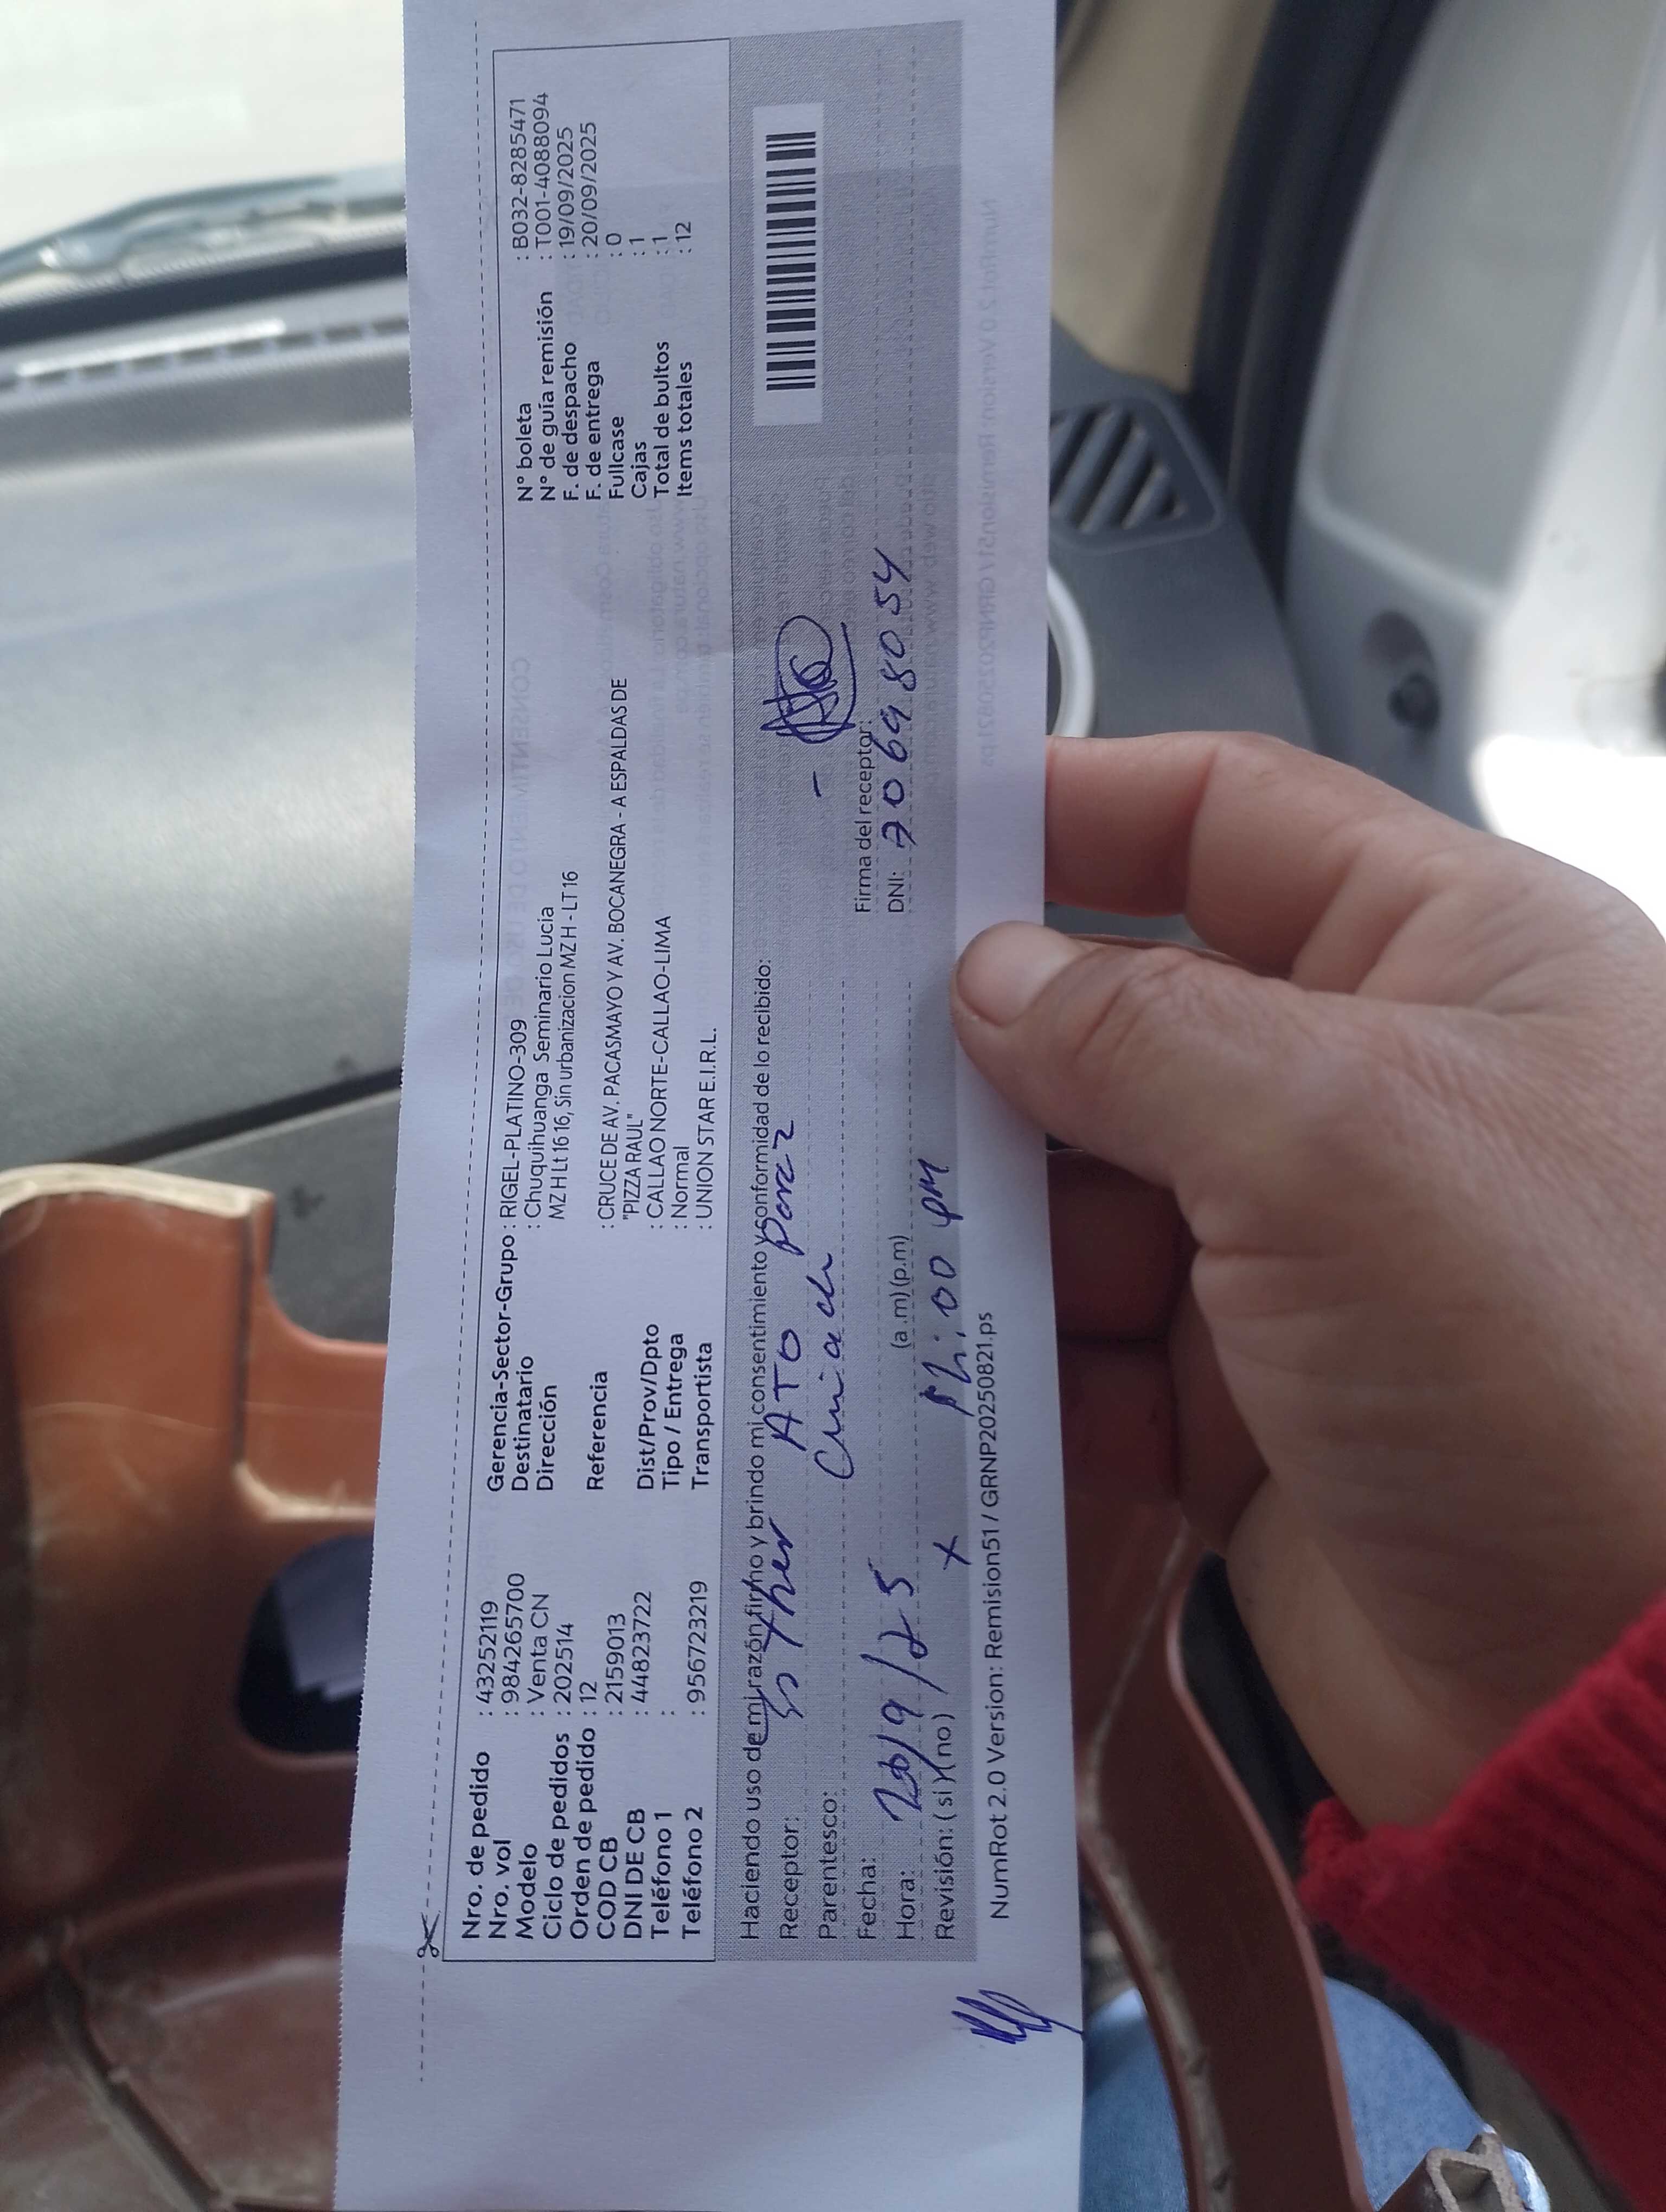 Nro. de pedido : 43252119
Nro. vol : 984265700
Modelo : Venta CN
Ciclo de pedidos : 202514
Orden de pedido : 12
COD CB : 2159013
DNI DE CB : 44823722
Teléfono 1 :
Teléfono 2 : 956723219
Gerencia-Sector-Grupo : RIGEL-PLATINO-309
Destinatario : Chuquihuanga Seminario Lucia
Dirección MZ H Lt 16 16, Sin urbanizacion MZ H - LT 16
Referencia : CRUCE DE AV. PACASMAYO Y AV. BOCANEGRA - A ESPALDAS DE
"PIZZA RAUL"
Dist/Prov/Dpto : CALLAO NORTE-CALLAO-LIMA
Tipo / Entrega : Normal
Transportista : UNION STAR E.I.R.L.
N° boleta : B032-8285471
N° de guía remisión : T001-4088094
F. de despacho : 19/09/2025
F. de entrega : 20/09/2025
Fullcase : 0
Cajas : 1
Total de bultos : 1
Items totales : 12
Haciendo uso de mi razón firmo y brindo mi consentimiento y conformidad de lo recibido:
Receptor: ATO
Parentesco:
Fecha: 20/9/25
Hora: (a.m) (p.m)
Revisión: (si) (no) x :00 pm
Firma del receptor:
DNI: 70698054
NumRot 2.0 Version: Remision51 / GRNP20250821.ps